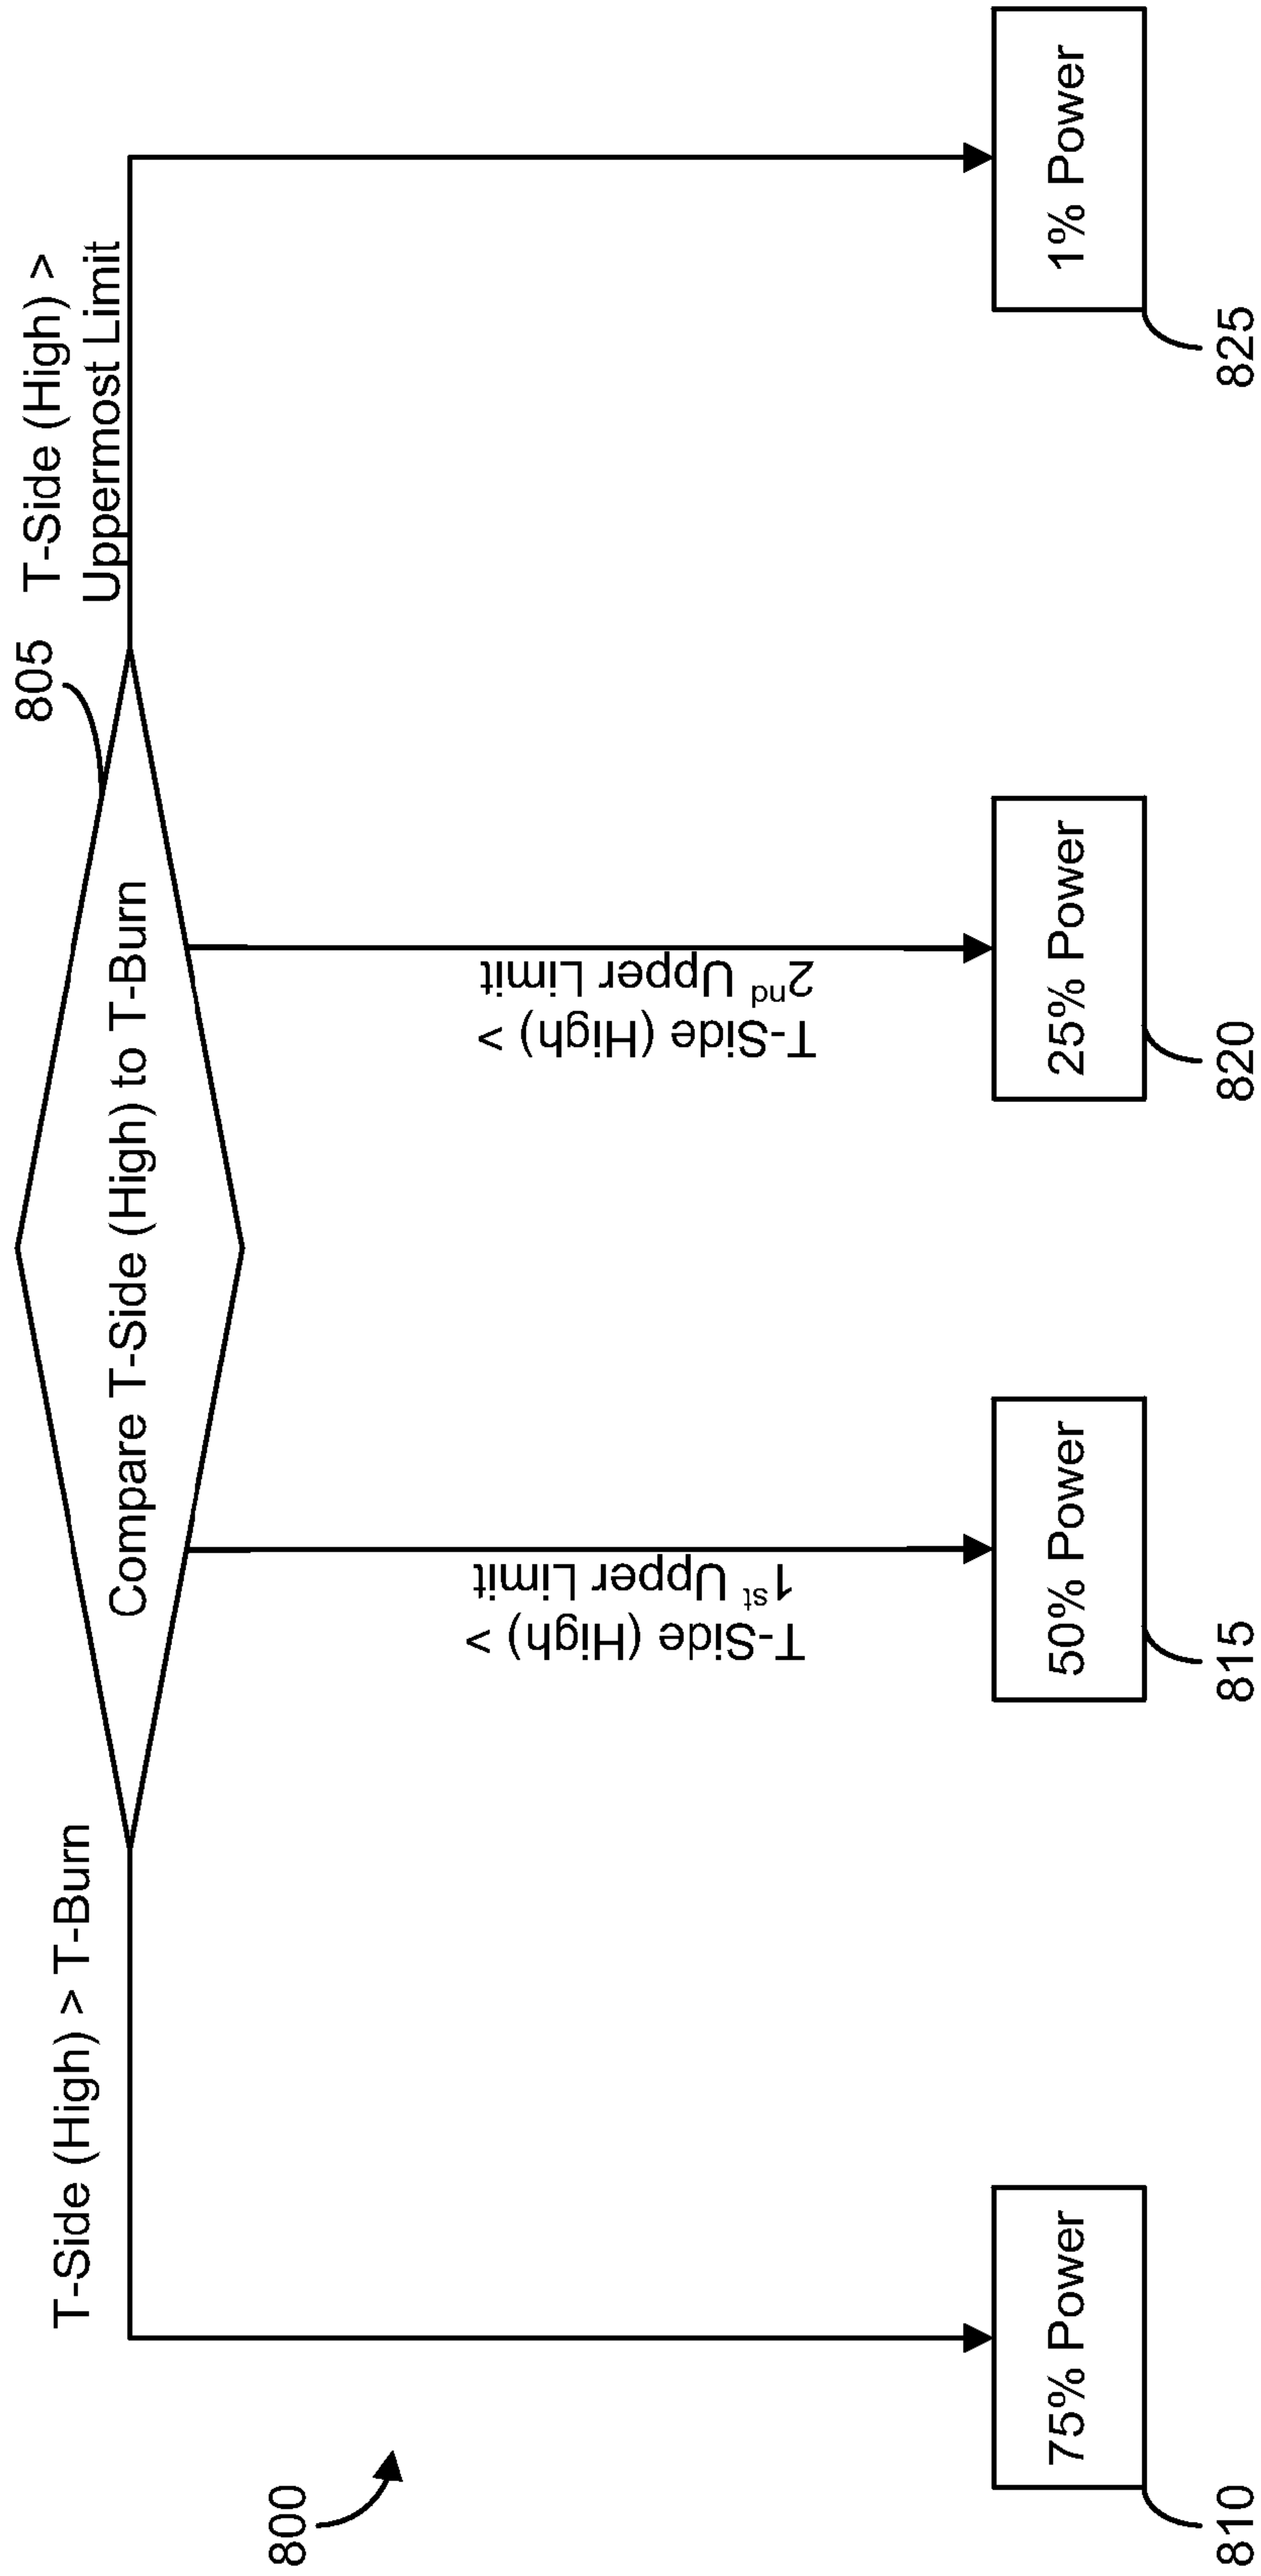 800
805
Compare T-Side (High) to T-Burn
T-Side (High) > T-Burn
T-Side (High) >
1st Upper Limit
T-Side (High) >
2nd Upper Limit
T-Side (High) >
Uppermost Limit
75% Power
50% Power
25% Power
1% Power
810
815
820
825